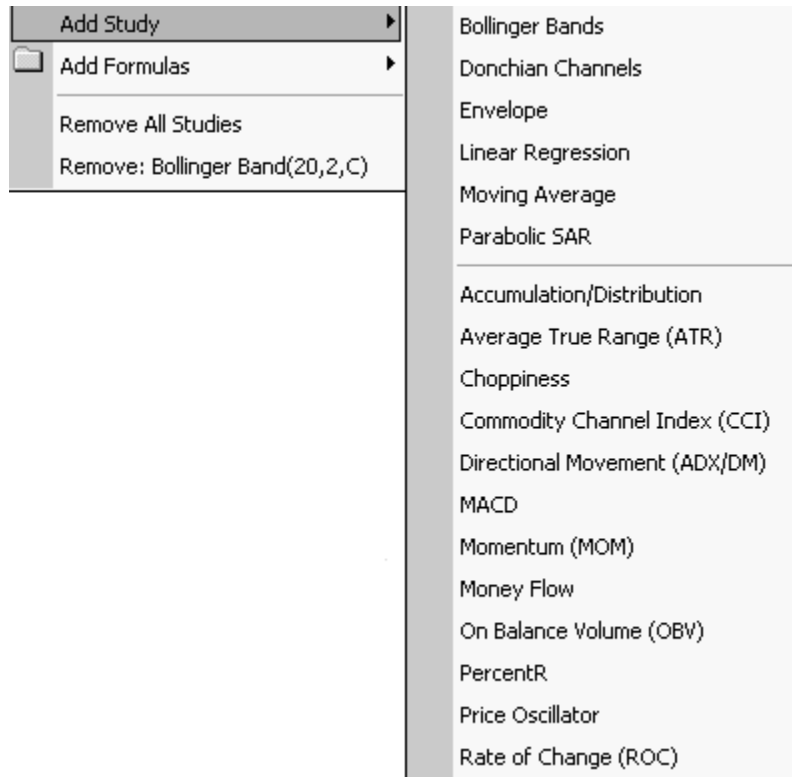 Add Study
Add Formulas
Remove All Studies
Remove: Bollinger Band(20,2,C)
Bollinger Bands
Donchian Channels
Envelope
Linear Regression
Moving Average
Parabolic SAR
Accumulation/Distribution
Average True Range (ATR)
Choppiness
Commodity Channel Index (CCI)
Directional Movement (ADX/DM)
MACD
Momentum (MOM)
Money Flow
On Balance Volume (OBV)
PercentR
Price Oscillator
Rate of Change (ROC)